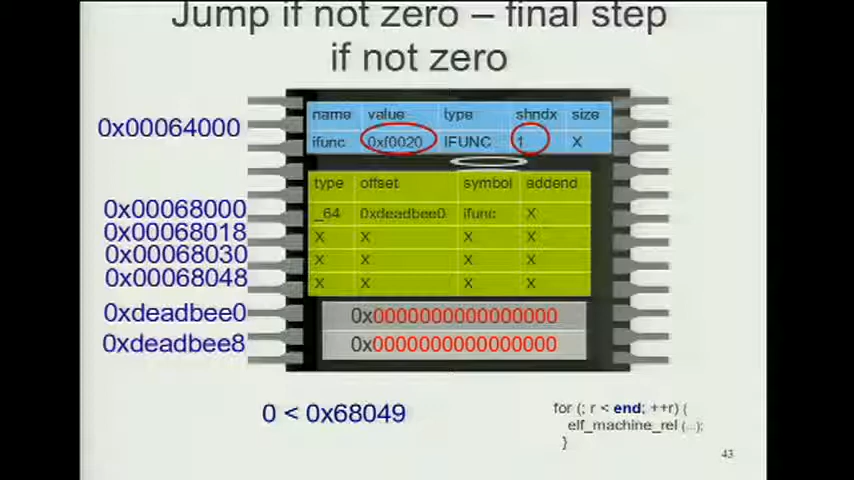 Jump if not zero – final step
if not zero
name value type shndx size
0x00064000
ifunc 0xf0020 IFUNC 1 X
type offset symbol addend
0x00068000
_64 0xdeadbee0 ifunc X
0x00068018
X X X X
0x00068030
X X X X
0x00068048
X X X X
0xdeadbee0
0x0000000000000000
0xdeadbee8
0x0000000000000000
0 < 0x68049
for (; r < end; ++r) {
elf_machine_rel (...);
}
43